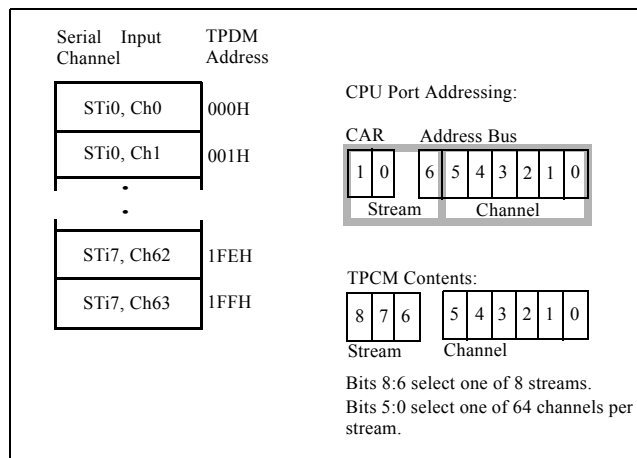 Serial Input TPDM
Channel Address
STi0, Ch0 000H
STi0, Ch1 001H
STi7, Ch62 1FEH
STi7, Ch63 1FFH
CPU Port Addressing:
CAR Address Bus
1 0 6 5 4 3 2 1 0
Stream Channel
TPCM Contents:
8 7 6 5 4 3 2 1 0
Stream Channel
Bits 8:6 select one of 8 streams.
Bits 5:0 select one of 64 channels per
stream.